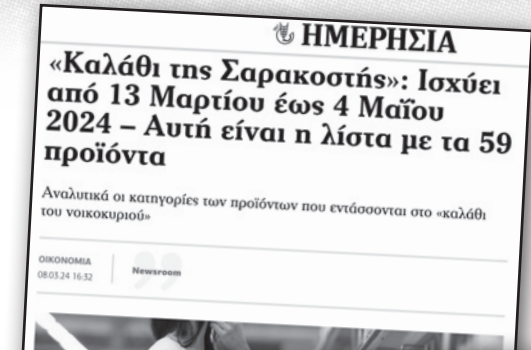 ΗΜΕΡΗΣΙΑ
«Καλάθι της Σαρακοστής»: Ισχύει
από 13 Μαρτίου έως 4 Μαΐου
2024 – Αυτή είναι η λίστα με τα 59
προϊόντα
Αναλυτικά οι κατηγορίες των προϊόντων που εντάσσονται στο «καλάθι
του νοικοκυριού»
ΟΙΚΟΝΟΜΙΑ
08.03.24 16:32
Newsroom